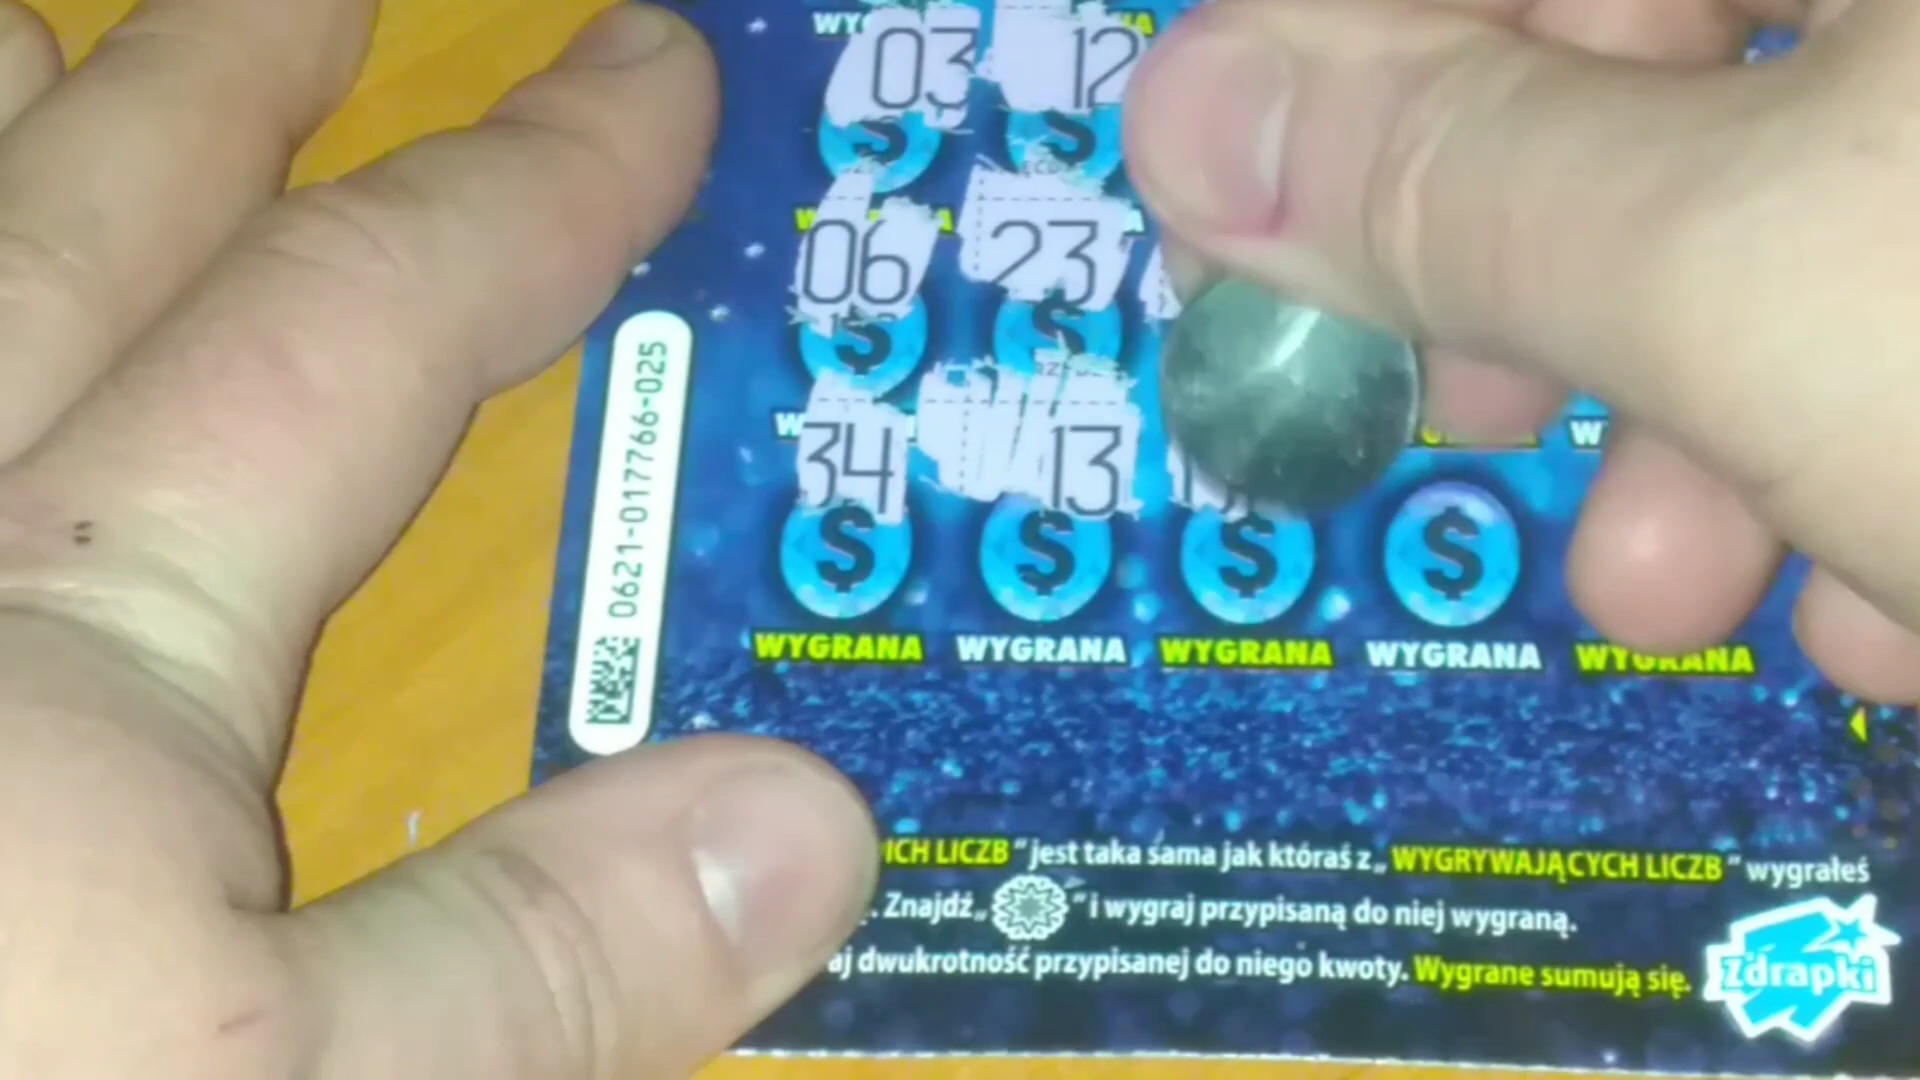 03 12
06 23
34 13
WYGRANA WYGRANA WYGRANA WYGRANA WYGRANA
0621-017766-025
ICH LICZB" jest taka sama jak któraś z „WYGRYWAJĄCYCH LICZB" wygrałeś
. Znajdź „ " i wygraj przypisaną do niej wygraną.
aj dwukrotność przypisanej do niego kwoty. Wygrane sumują się.
Zdrapki